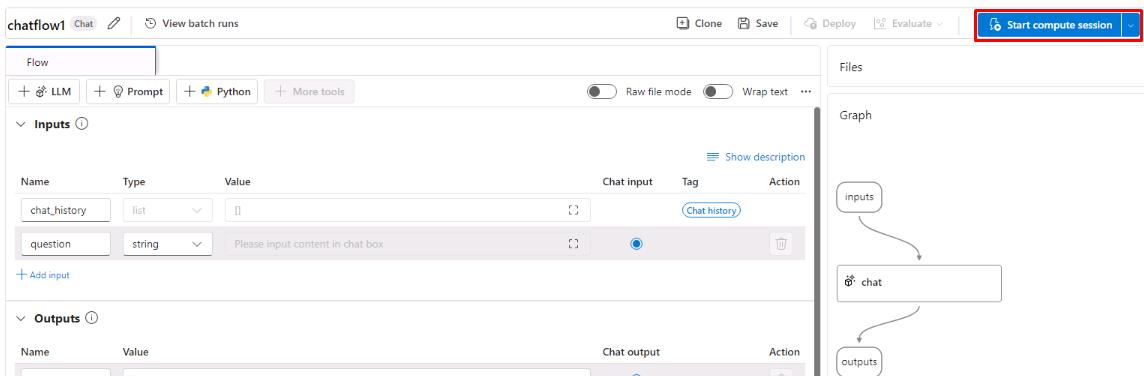 chatflow1 Chat View batch runs Clone Save Deploy Evaluate Start compute session
Flow
LLM Prompt Python More tools Raw file mode Wrap text ...
Inputs
Show description
Name Type Value Chat input Tag Action
chat_history list [] Chat history
question string Please input content in chat box
+ Add input
Outputs
Name Value Chat output Action
Files
Graph
inputs
chat
outputs